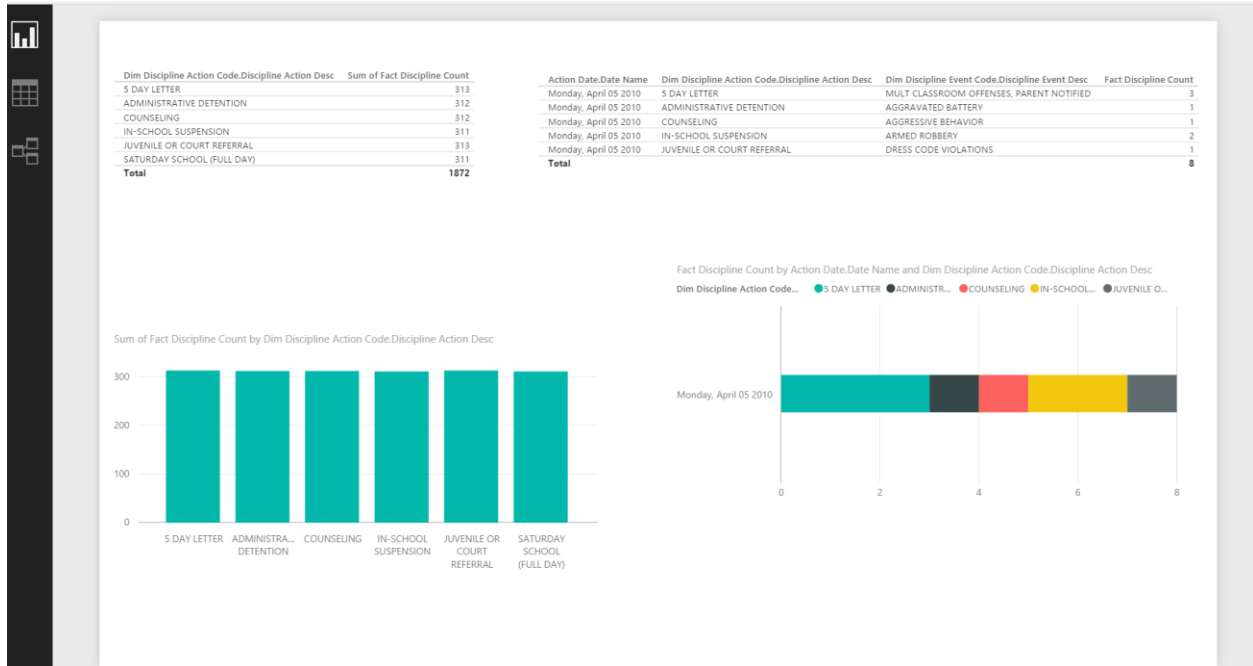 Dim Discipline Action Code.Discipline Action Desc Sum of Fact Discipline Count
5 DAY LETTER 313
ADMINISTRATIVE DETENTION 312
COUNSELING 312
IN-SCHOOL SUSPENSION 311
JUVENILE OR COURT REFERRAL 313
SATURDAY SCHOOL (FULL DAY) 311
Total 1872
Action Date.Date Name Dim Discipline Action Code.Discipline Action Desc Dim Discipline Event Code.Discipline Event Desc Fact Discipline Count
Monday, April 05 2010 5 DAY LETTER MULT CLASSROOM OFFENSES, PARENT NOTIFIED 3
Monday, April 05 2010 ADMINISTRATIVE DETENTION AGGRAVATED BATTERY 1
Monday, April 05 2010 COUNSELING AGGRESSIVE BEHAVIOR 1
Monday, April 05 2010 IN-SCHOOL SUSPENSION ARMED ROBBERY 2
Monday, April 05 2010 JUVENILE OR COURT REFERRAL DRESS CODE VIOLATIONS 1
Total 8
Sum of Fact Discipline Count by Dim Discipline Action Code.Discipline Action Desc
300
200
100
0
5 DAY LETTER ADMINISTRA... COUNSELING IN-SCHOOL JUVENILE OR SATURDAY
DETENTION SUSPENSION COURT SCHOOL
REFERRAL (FULL DAY)
Fact Discipline Count by Action Date.Date Name and Dim Discipline Action Code.Discipline Action Desc
Dim Discipline Action Code... 5 DAY LETTER ADMINISTR... COUNSELING IN-SCHOOL... JUVENILE O...
Monday, April 05 2010
0 2 4 6 8